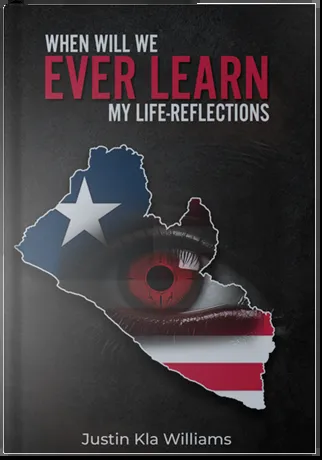 WHEN WILL WE
EVER LEARN
MY LIFE-REFLECTIONS
Justin Kla Williams